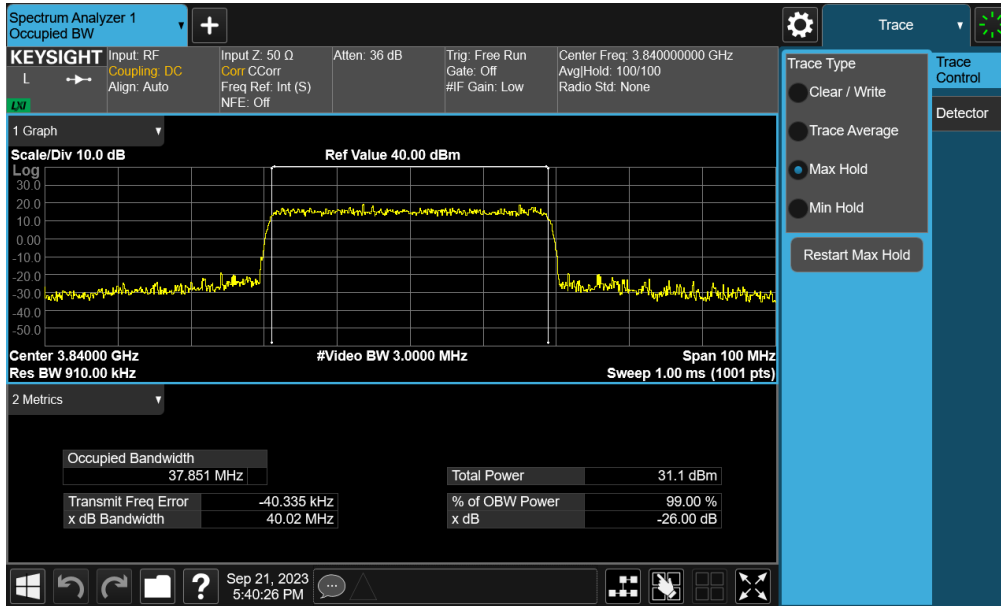 Spectrum Analyzer 1
Occupied BW
+
Trace
KEYSIGHT
L
LXI
Input: RF
Coupling: DC
Align: Auto
Input Z: 50 Ω
Corr CCorr
Freq Ref: Int (S)
NFE: Off
Atten: 36 dB
Trig: Free Run
Gate: Off
#IF Gain: Low
Center Freq: 3.840000000 GHz
Avg|Hold: 100/100
Radio Std: None
Trace Type
Clear / Write
Trace Average
Max Hold
Min Hold
Restart Max Hold
Trace
Control
Detector
1 Graph
Scale/Div 10.0 dB
Ref Value 40.00 dBm
Log
30.0
20.0
10.0
0.00
-10.0
-20.0
-30.0
-40.0
-50.0
Center 3.84000 GHz
#Video BW 3.0000 MHz
Span 100 MHz
Res BW 910.00 kHz
Sweep 1.00 ms (1001 pts)
2 Metrics
Occupied Bandwidth
37.851 MHz
Total Power 31.1 dBm
Transmit Freq Error -40.335 kHz
% of OBW Power 99.00 %
x dB Bandwidth 40.02 MHz
x dB -26.00 dB
?
Sep 21, 2023
5:40:26 PM